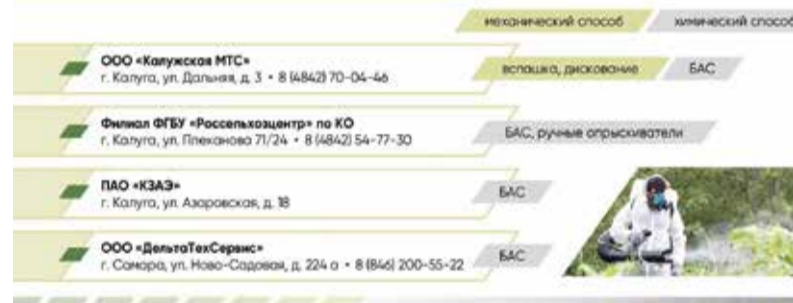 механический способ
химический способ
ООО «Калужская МТС»
г. Калуга, ул. Дальняя, д. 3 • 8 (4842) 70-04-46
вспашка, дискование
БАС
Филиал ФГБУ «Россельхозцентр» по КО
г. Калуга, ул. Плеханова 71/24 • 8 (4842) 54-77-30
БАС, ручные опрыскиватели
ПАО «КЗАЭ»
г. Калуга, ул. Азаровская, д. 18
БАС
ООО «ДельтаТехСервис»
г. Самара, ул. Ново-Садовая, д. 224 а • 8 (846) 200-55-22
БАС